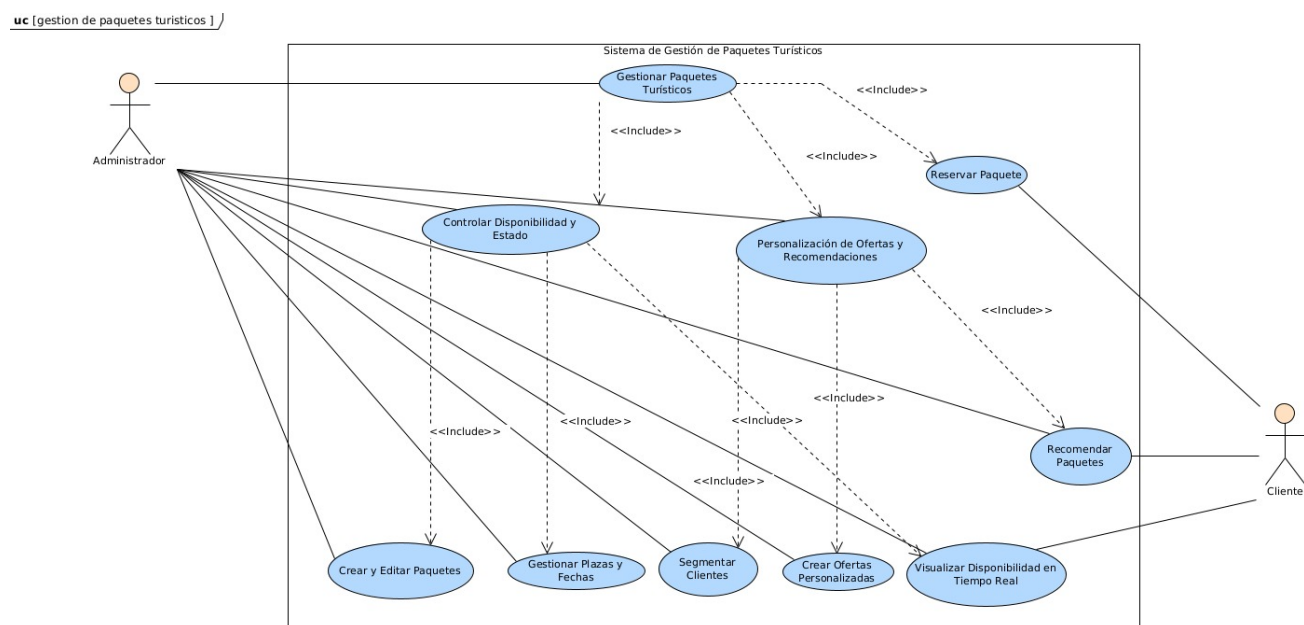 uc [gestion de paquetes turisticos ]
Sistema de Gestión de Paquetes Turísticos
Gestionar Paquetes
Turísticos
<<Include>>
<<Include>>
<<Include>>
Administrador
Reservar Paquete
Controlar Disponibilidad y
Estado
Personalización de Ofertas y
Recomendaciones
<<Include>>
<<Include>>
<<Include>>
<<Include>>
<<Include>>
<<Include>>
Recomendar
Paquetes
Cliente
Crear y Editar Paquetes
Gestionar Plazas y
Fechas
Segmentar
Clientes
Crear Ofertas
Personalizadas
Visualizar Disponibilidad en
Tiempo Real